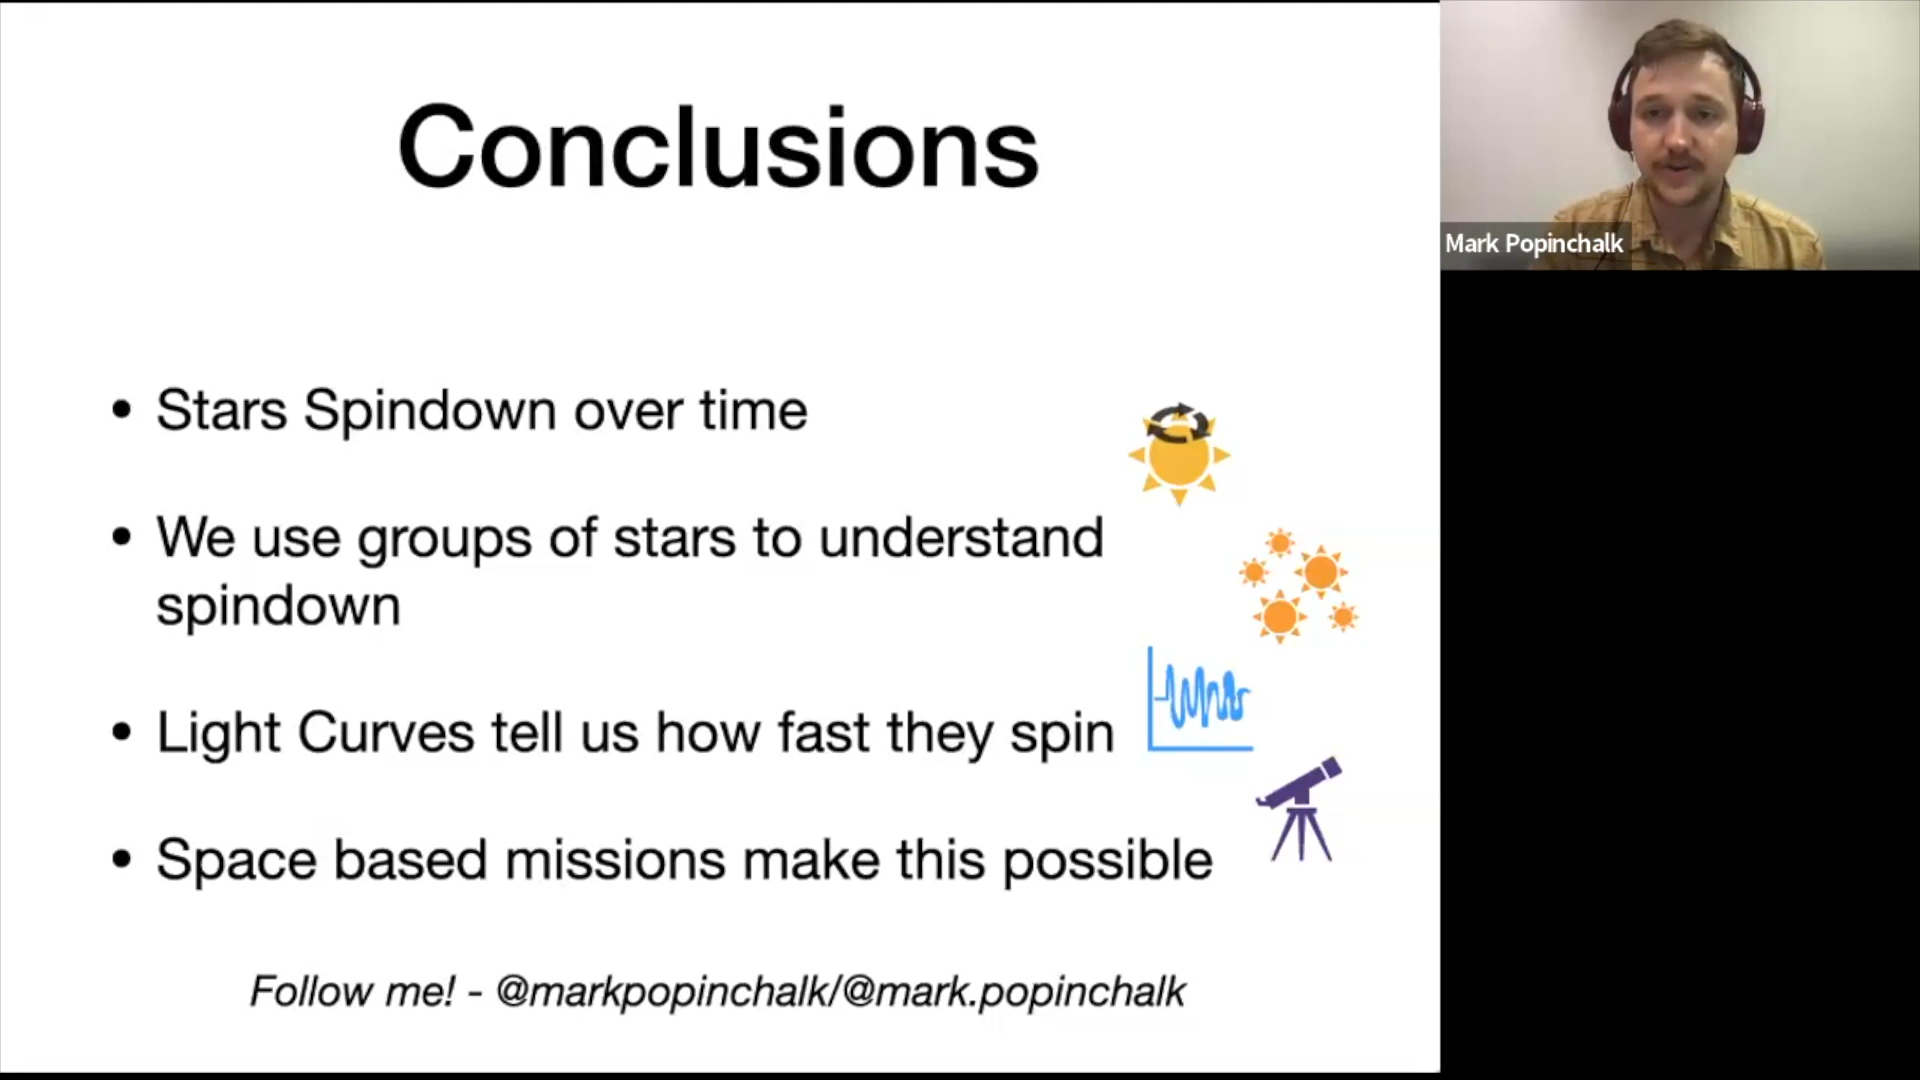 Conclusions
• Stars Spindown over time
• We use groups of stars to understand
spindown
• Light Curves tell us how fast they spin
• Space based missions make this possible
Follow me! - @markpopinchalk/@mark.popinchalk
Mark Popinchalk